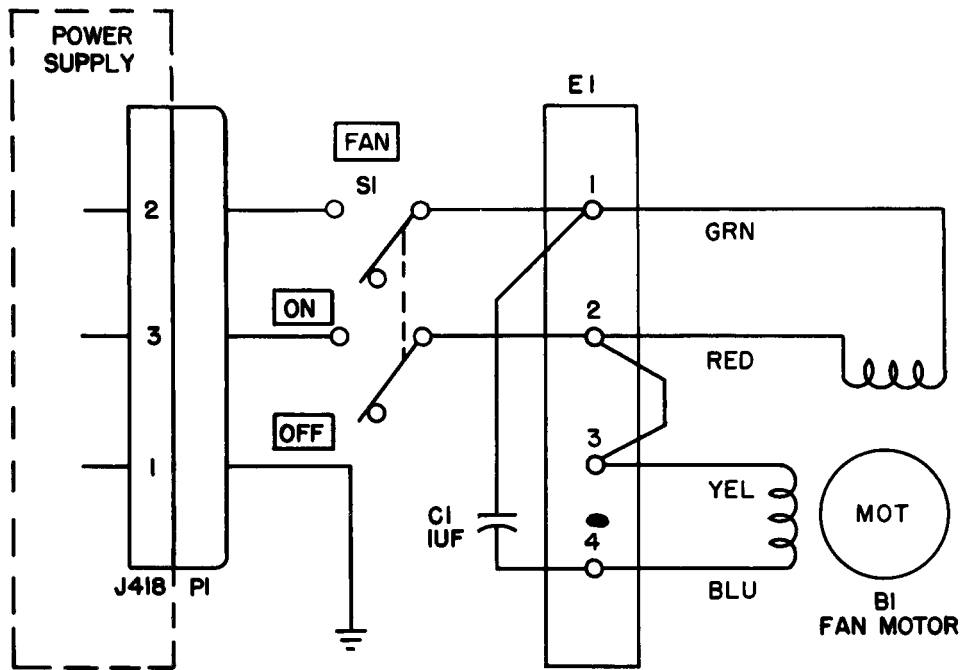 POWER
SUPPLY
E1
FAN
S1
2
1
GRN
ON
3
2
RED
OFF
1
3
YEL
C1
1UF
4
MOT
BLU
J418 P1
B1
FAN MOTOR